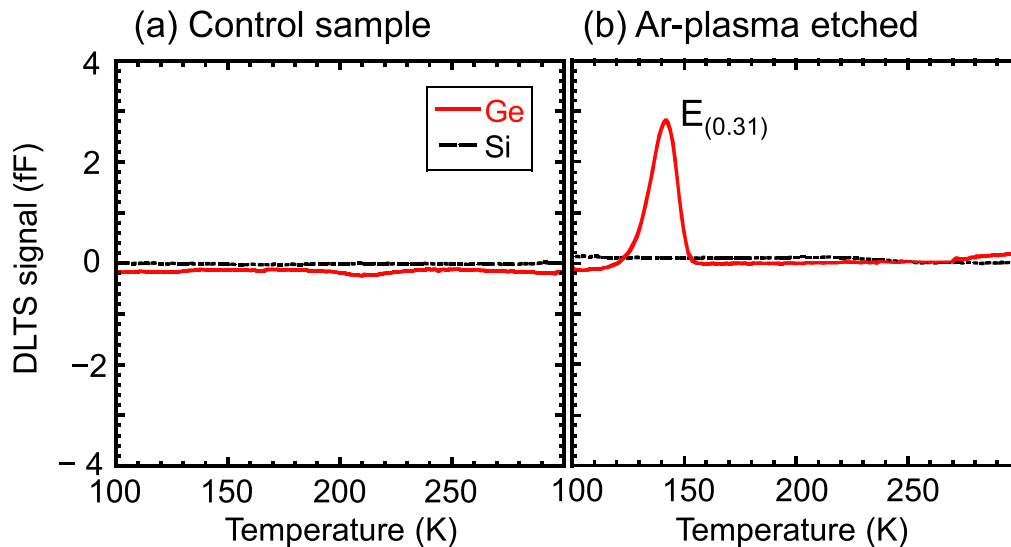 (a) Control sample
(b) Ar-plasma etched
DLTS signal (fF)
4
2
0
−2
−4
Ge
Si
E(0.31)
100
150
200
250
100
150
200
250
Temperature (K)
Temperature (K)